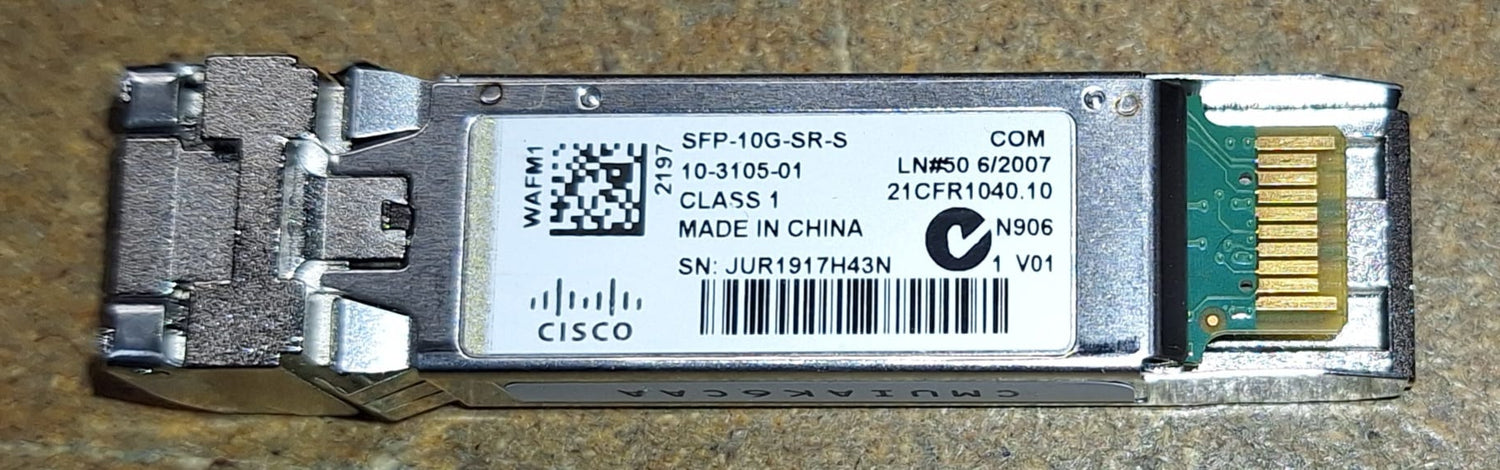 WAFM1
2197
SFP-10G-SR-S
10-3105-01
CLASS 1
MADE IN CHINA
SN: JUR1917H43N
COM
LN#50 6/2007
21CFR1040.10
N906
1 V01
CISCO
CMUIAK6CAA